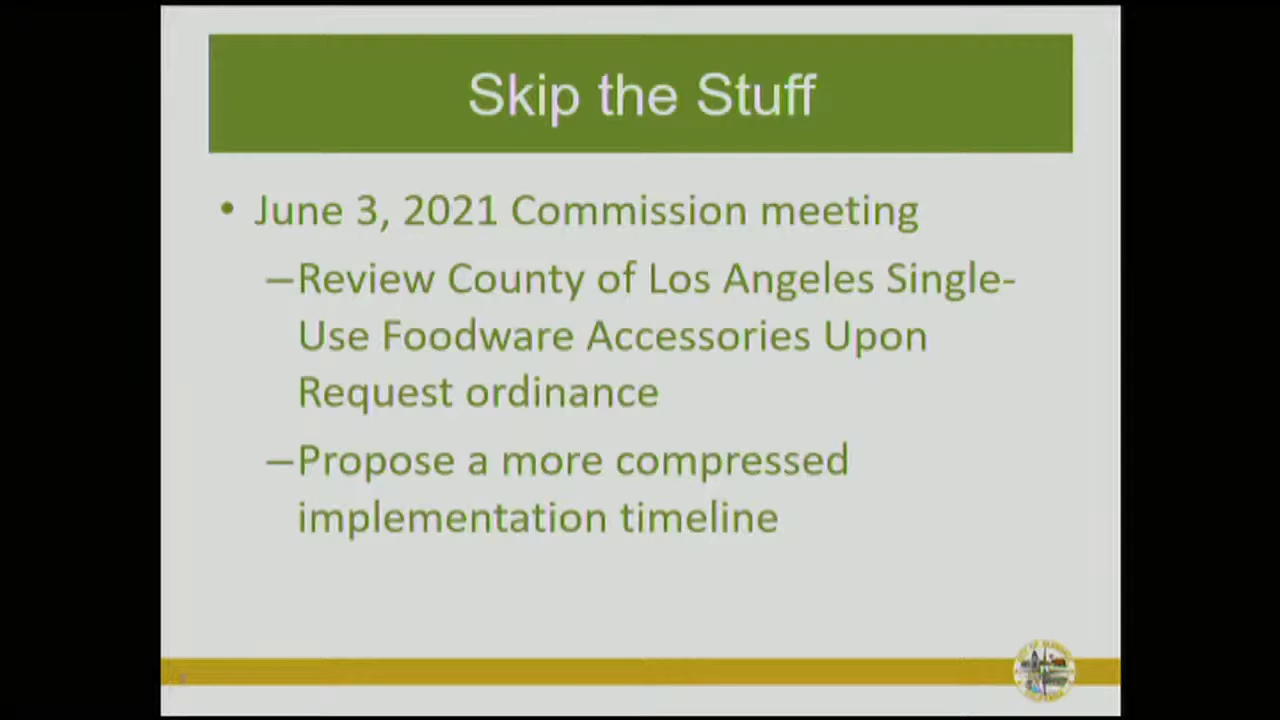 Skip the Stuff
• June 3, 2021 Commission meeting
–Review County of Los Angeles Single-
Use Foodware Accessories Upon
Request ordinance
–Propose a more compressed
implementation timeline